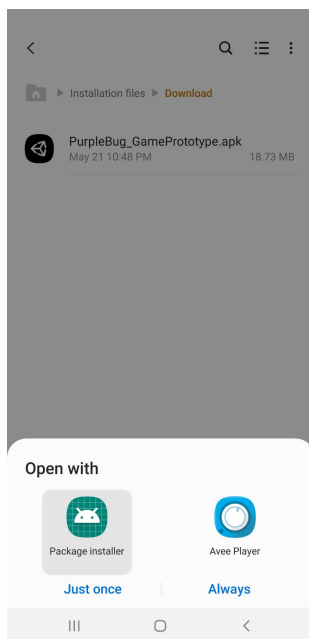 Installation files ▶ Download
PurpleBug_GamePrototype.apk
May 21 10:48 PM 18.73 MB
Open with
Package installer Avee Player
Just once Always